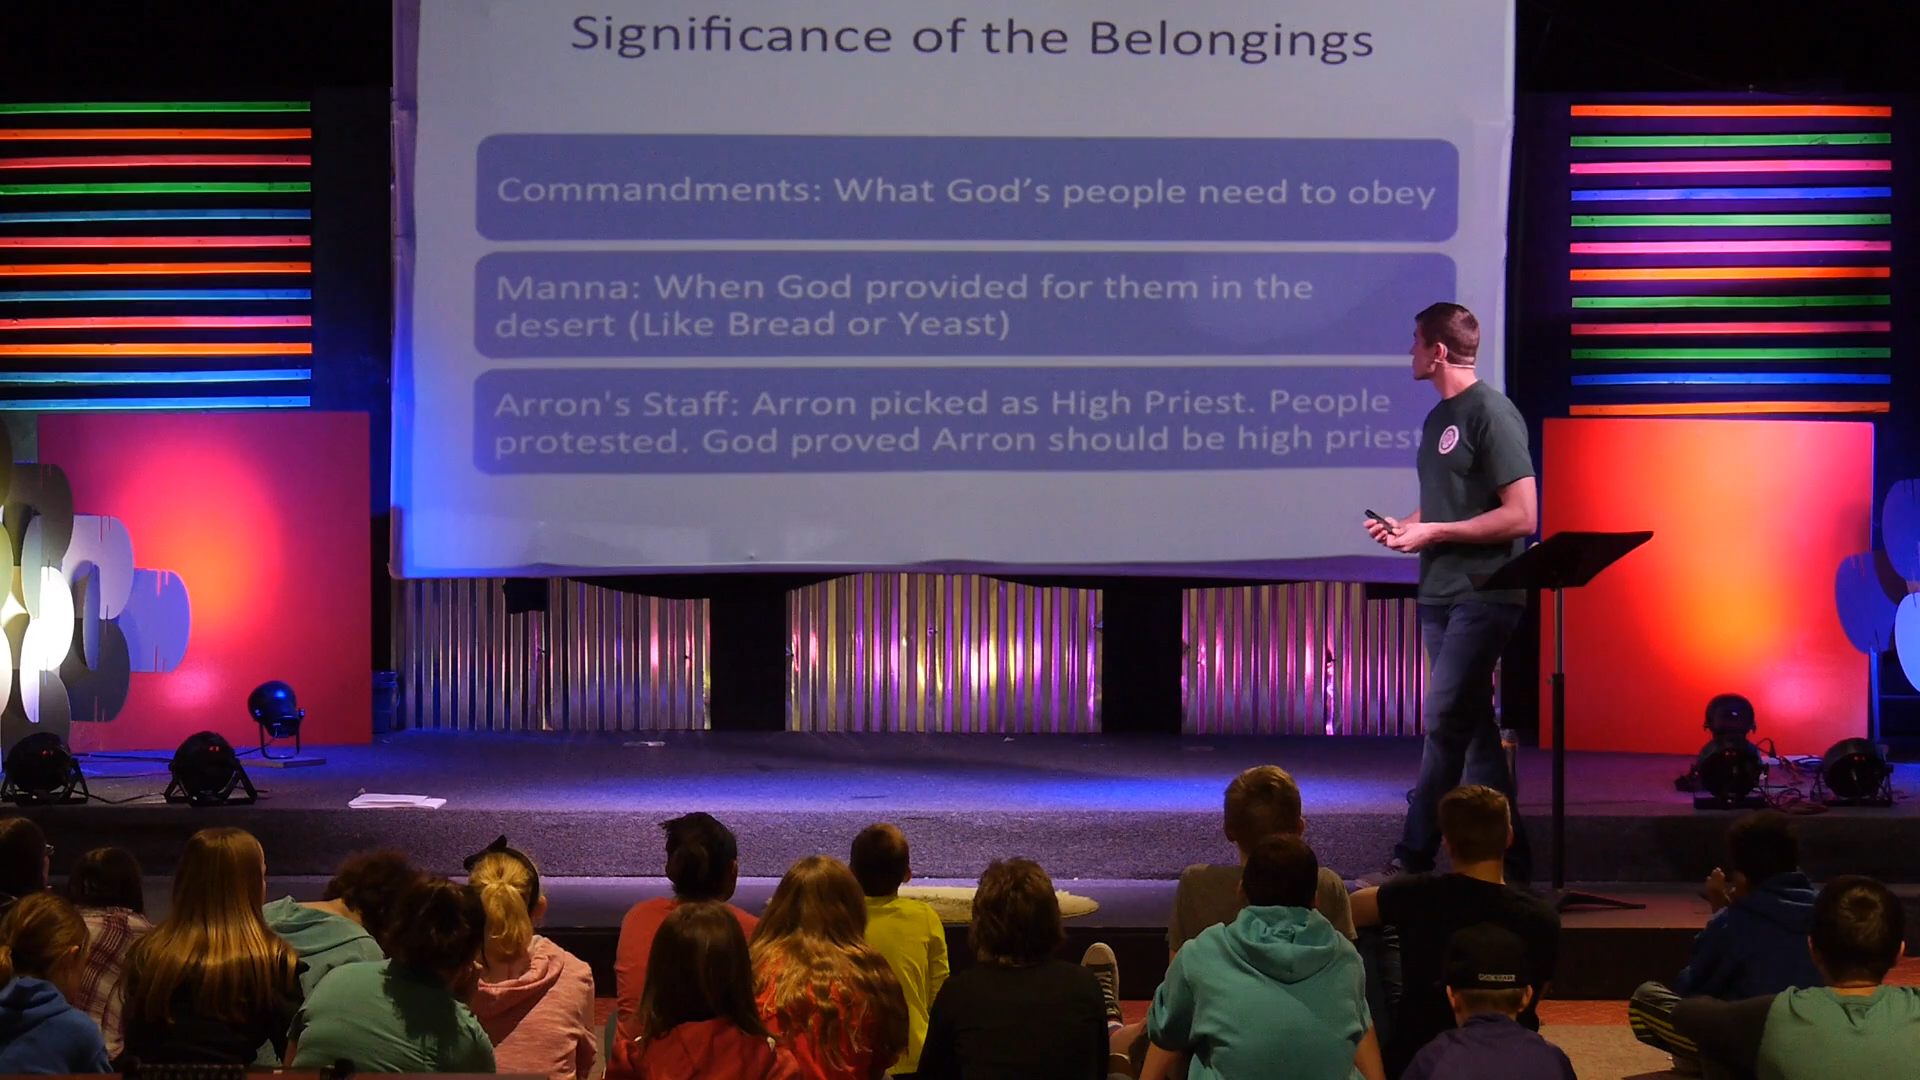 Significance of the Belongings
Commandments: What God's people need to obey
Manna: When God provided for them in the
desert (Like Bread or Yeast)
Arron's Staff: Arron picked as High Priest. People
protested. God proved Arron should be high priest